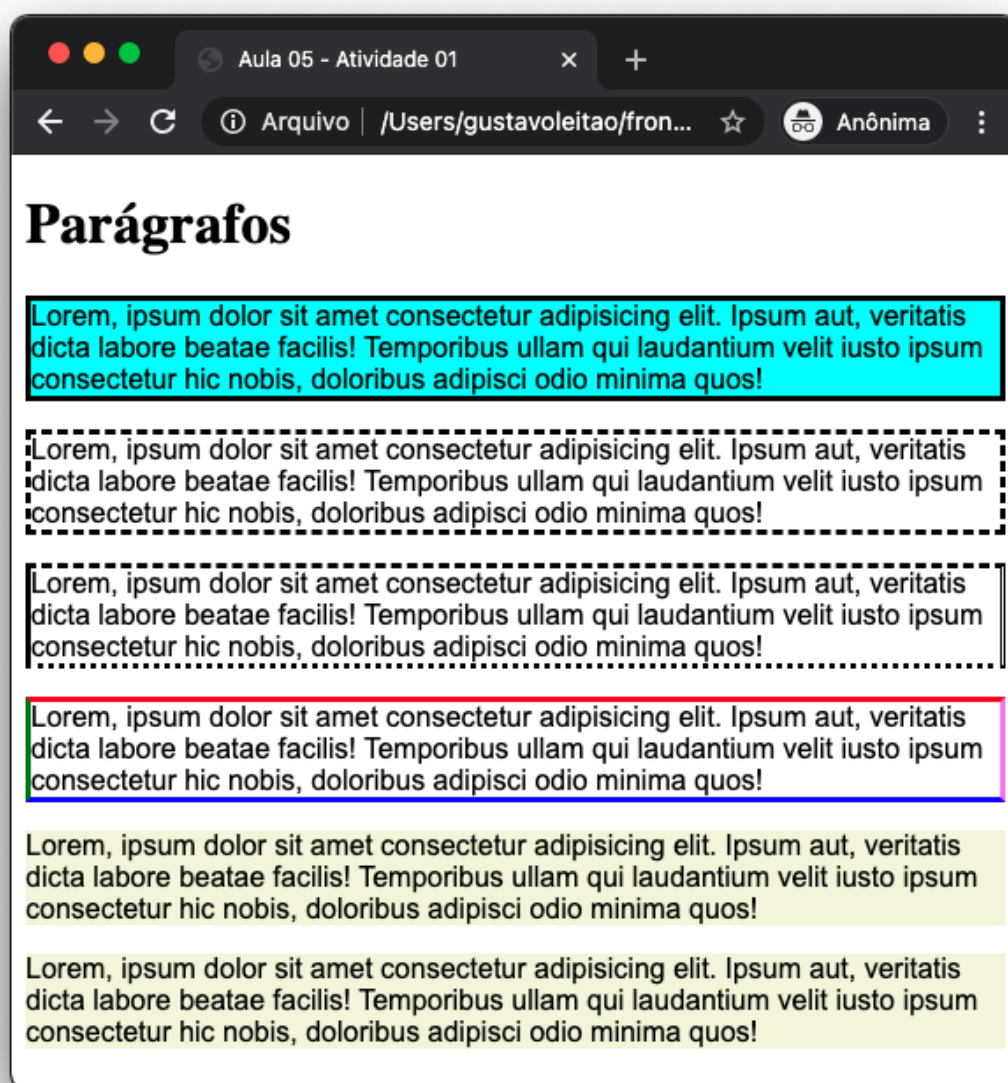 Aula 05 - Atividade 01
Arquivo /Users/gustavoleitao/fron... Anônima
Parágrafos
Lorem, ipsum dolor sit amet consectetur adipisicing elit. Ipsum aut, veritatis
dicta labore beatae facilis! Temporibus ullam qui laudantium velit iusto ipsum
consectetur hic nobis, doloribus adipisci odio minima quos!
Lorem, ipsum dolor sit amet consectetur adipisicing elit. Ipsum aut, veritatis
dicta labore beatae facilis! Temporibus ullam qui laudantium velit iusto ipsum
consectetur hic nobis, doloribus adipisci odio minima quos!
Lorem, ipsum dolor sit amet consectetur adipisicing elit. Ipsum aut, veritatis
dicta labore beatae facilis! Temporibus ullam qui laudantium velit iusto ipsum
consectetur hic nobis, doloribus adipisci odio minima quos!
Lorem, ipsum dolor sit amet consectetur adipisicing elit. Ipsum aut, veritatis
dicta labore beatae facilis! Temporibus ullam qui laudantium velit iusto ipsum
consectetur hic nobis, doloribus adipisci odio minima quos!
Lorem, ipsum dolor sit amet consectetur adipisicing elit. Ipsum aut, veritatis
dicta labore beatae facilis! Temporibus ullam qui laudantium velit iusto ipsum
consectetur hic nobis, doloribus adipisci odio minima quos!
Lorem, ipsum dolor sit amet consectetur adipisicing elit. Ipsum aut, veritatis
dicta labore beatae facilis! Temporibus ullam qui laudantium velit iusto ipsum
consectetur hic nobis, doloribus adipisci odio minima quos!